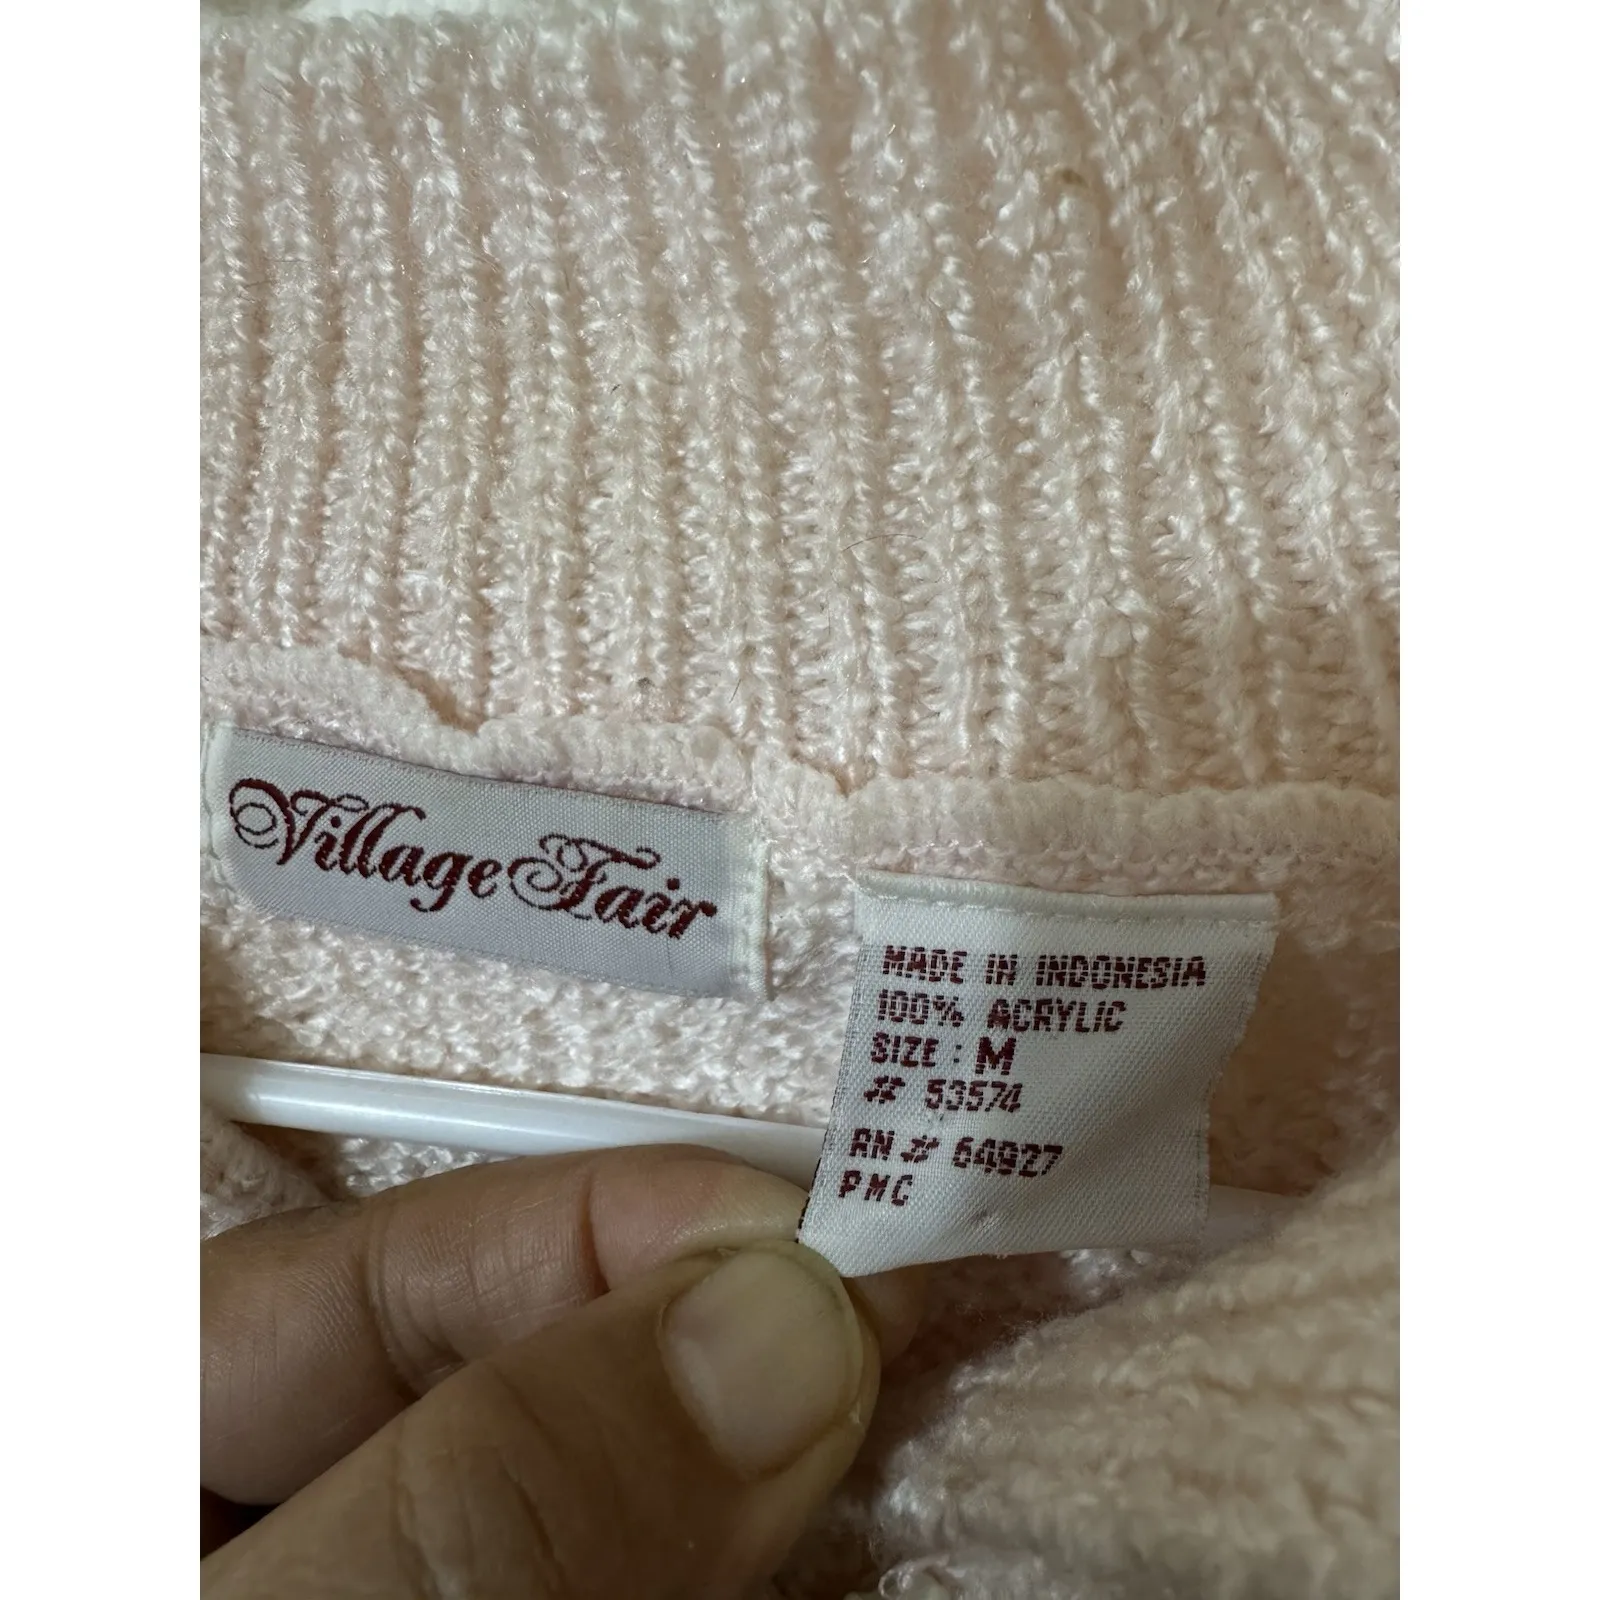 Village Fair
MADE IN INDONESIA
100% ACRYLIC
SIZE : M
# 53574
RN # 64927
PMC